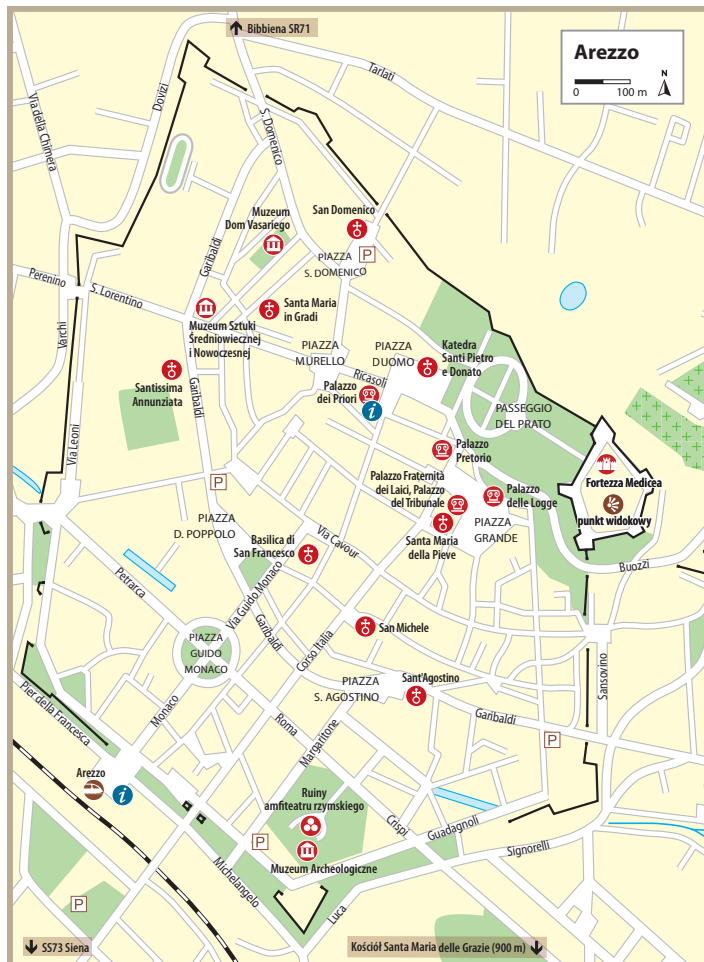 Bibbiena SR71
Arezzo
0 100 m
N
Tarlati
Dovizi
Via della Chimera
S. Domenico
Muzeum
Dom Vasariego
San Domenico
P
PIAZZA
S. DOMENICO
Garibaldi
Perenino
S. Lorentino
Santa Maria
in Gradi
Muzeum Sztuki
Średniowiecznej
i Nowoczesnej
Varchi
PIAZZA
MURELLO
PIAZZA
DUOMO
Katedra
Santi Pietro
e Donato
Ricasoli
Santissima
Annunziata
Garibaldi
Palazzo
dei Priori
i
PASSEGGIO
DEL PRATO
Via Leoni
Palazzo
Pretorio
Fortezza Medicea
punkt widokowy
P
Palazzo Fraternità
dei Laici, Palazzo
del Tribunale
Palazzo
delle Logge
PIAZZA
D. POPPOLO
Basilica di
San Francesco
Via Cavour
Santa Maria
della Pieve
PIAZZA
GRANDE
Buozzi
Petrarca
Via Guido Monaco
Garibaldi
Corso Italia
San Michele
PIAZZA
GUIDO
MONACO
Sansovino
PIAZZA
S. AGOSTINO
Sant'Agostino
Pier della Francesca
Monaco
Roma
Margaritone
Garibaldi
P
Arezzo
i
Ruiny
amfiteatru rzymskiego
Crispi
Guadagnoli
P
Muzeum Archeologiczne
Signorelli
Michelangelo
Luca
P
SS73 Siena
Kościół Santa Maria delle Grazie (900 m)